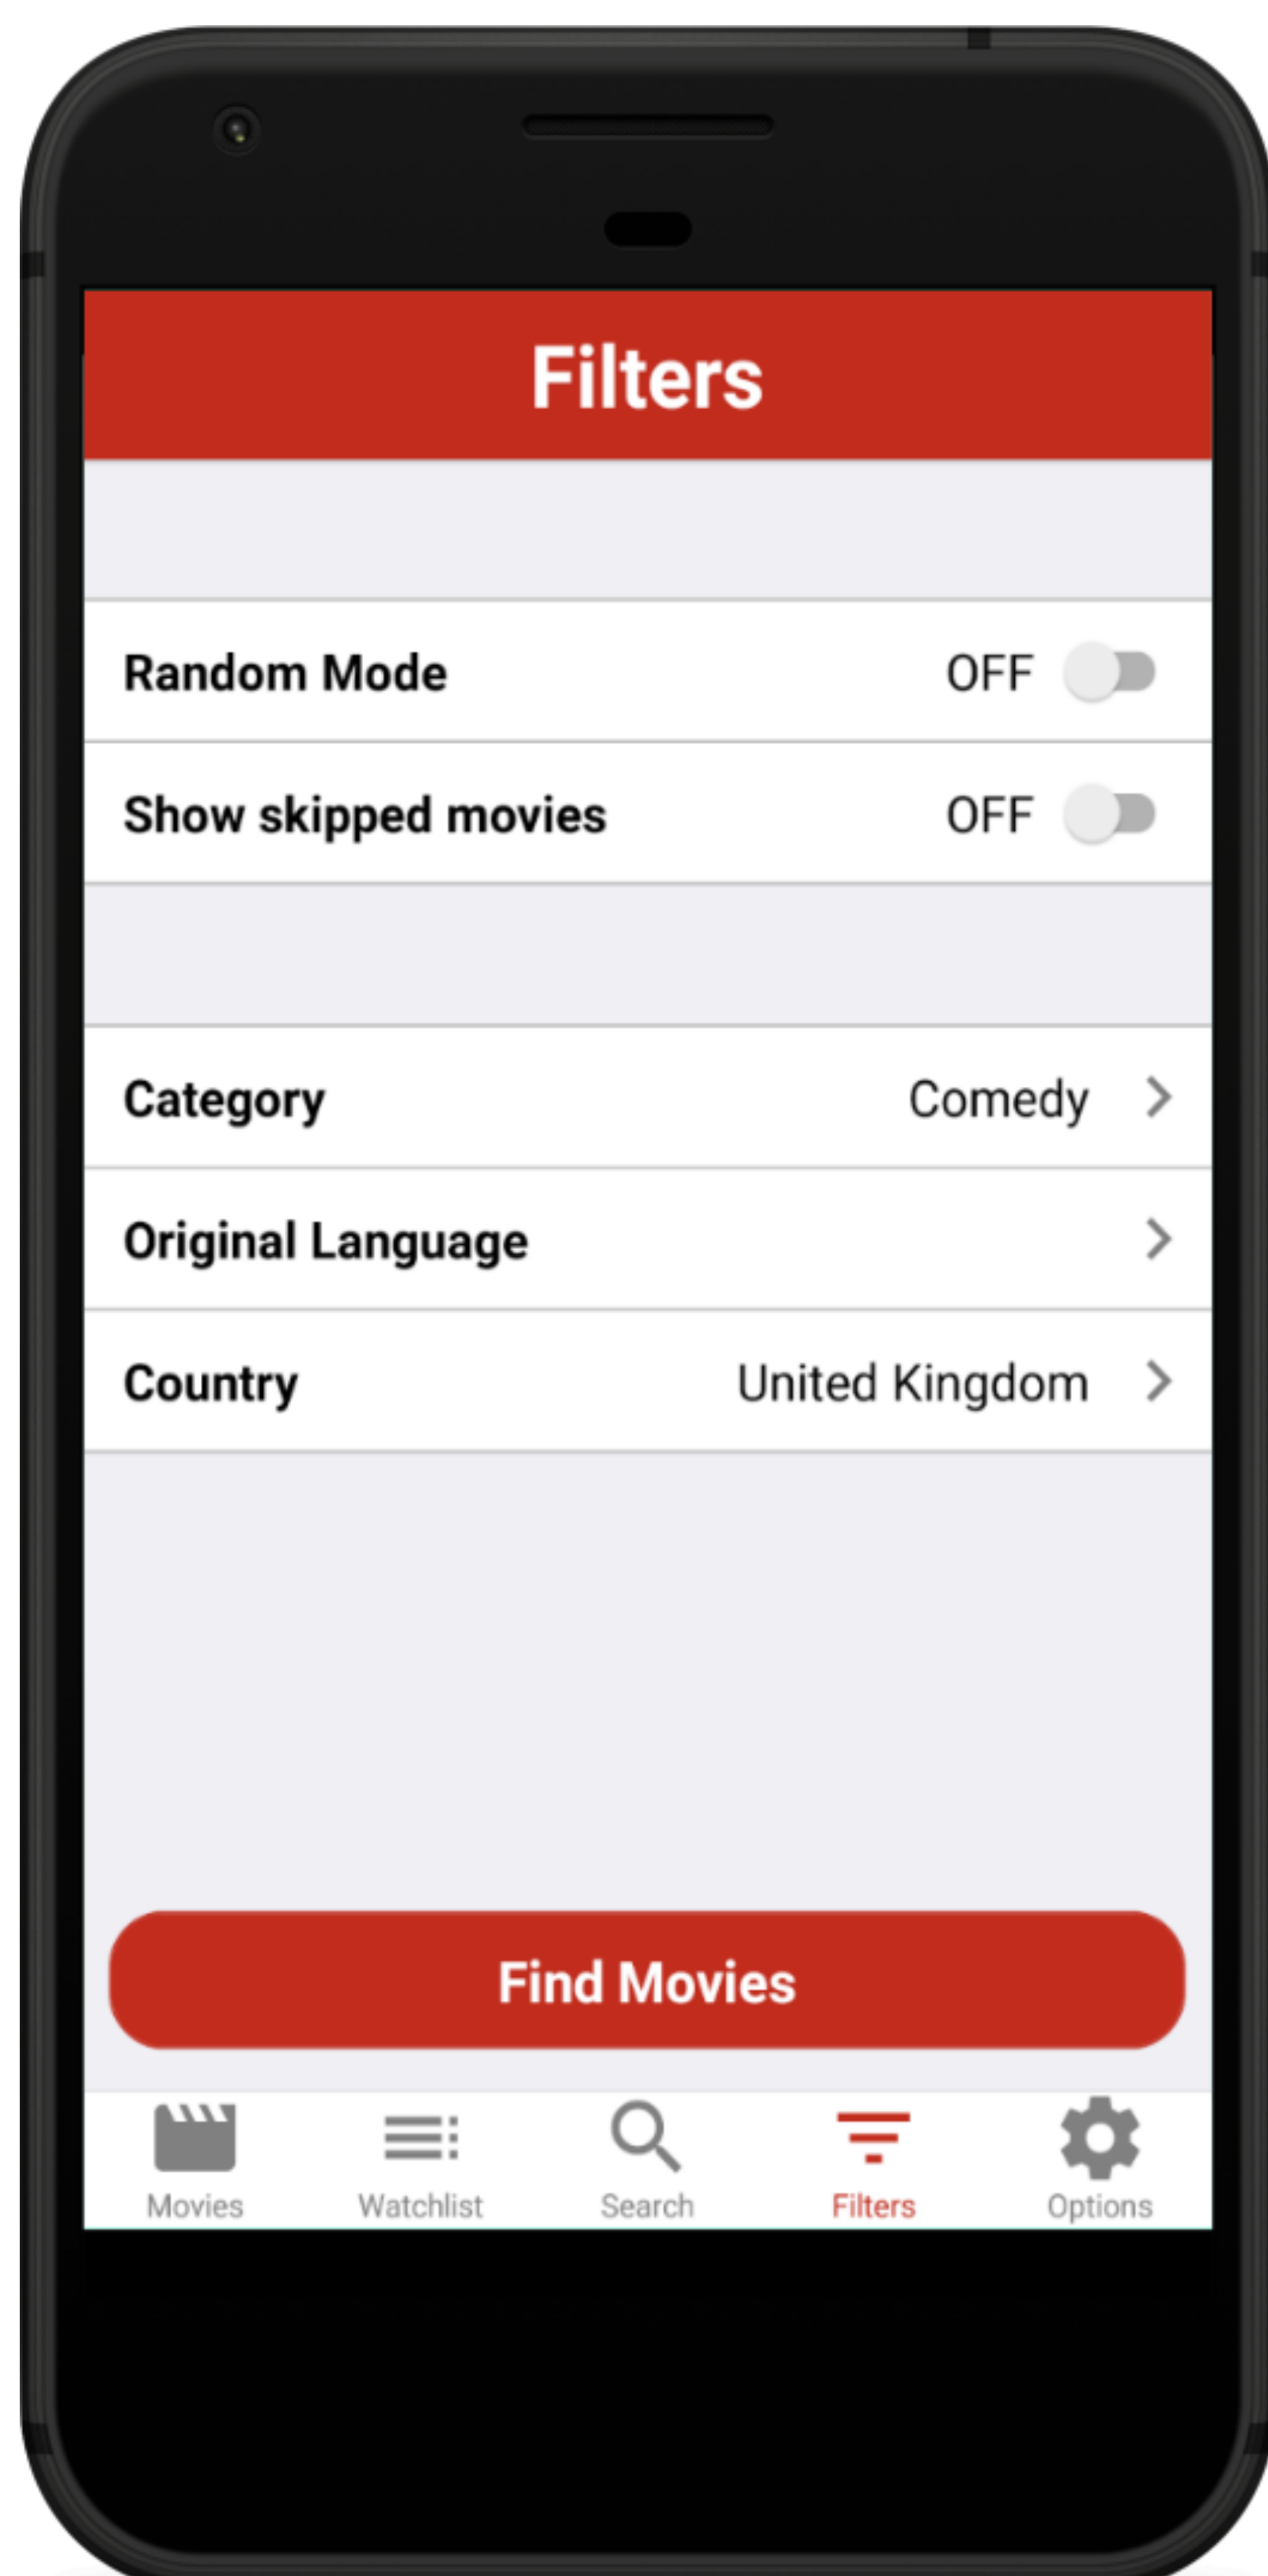 Filters
Random Mode OFF
Show skipped movies OFF
Category Comedy
Original Language
Country United Kingdom
Find Movies
Movies Watchlist Search Filters Options